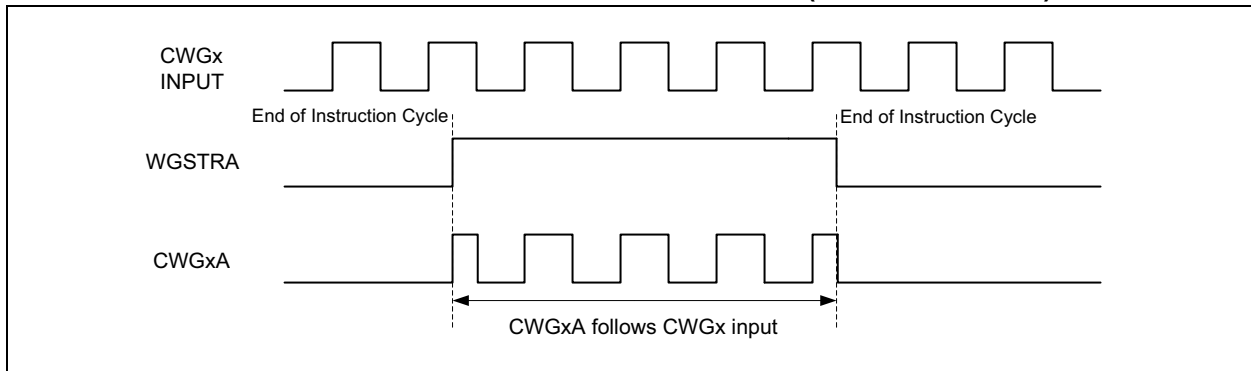 CWGx
INPUT
End of Instruction Cycle
End of Instruction Cycle
WGSTRA
CWGxA
CWGxA follows CWGx input